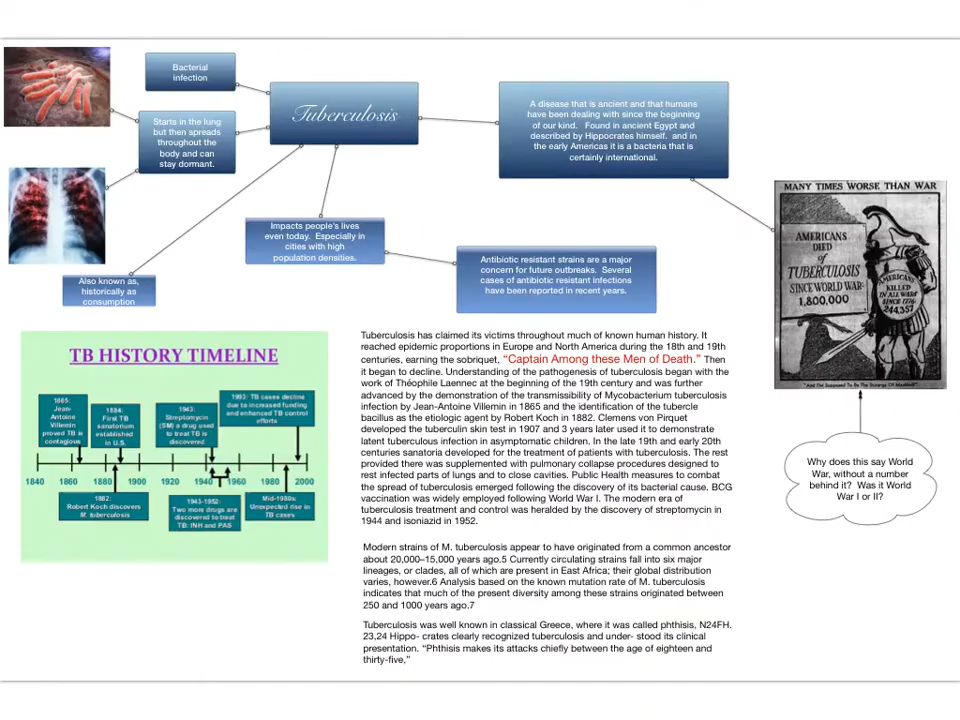 Bacterial
infection
Tuberculosis
Starts in the lung
but then spreads
throughout the
body and can
stay dormant.
A disease that is ancient and that humans
have been dealing with since the beginning
of our kind. Found in ancient Egypt and
described by Hippocrates himself. and in
the early Americas it is a bacteria that is
certainly international.
Impacts people's lives
even today. Especially in
cities with high
population densities.
Antibiotic resistant strains are a major
concern for future outbreaks. Several
cases of antibiotic resistant infections
have been reported in recent years.
Also known as,
historically as
consumption
MANY TIMES WORSE THAN WAR
AMERICANS
DIED
of
TUBERCULOSIS
SINCE WORLD WAR-
1,800,000
AMERICANS
KILLED
IN ALL WARS
SINCE 1776
244,357
"And He Supposed To Be The Scourge Of Mankind!"
Why does this say World
War, without a number
behind it? Was it World
War I or II?
TB HISTORY TIMELINE
1865:
Jean-
Antoine
Villemin
proved TB is
contagious
1884:
First TB
sanatorium
established
in U.S.
1943:
Streptomycin
(SM) a drug used
to treat TB is
discovered
1993: TB cases decline
due to increased funding
and enhanced TB control
efforts
1840 1860 1880 1900 1920 1940 1960 1980 2000
1882:
Robert Koch discovers
M. tuberculosis
1943-1952:
Two more drugs are
discovered to treat
TB: INH and PAS
Mid-1980s:
Unexpected rise in
TB cases
Tuberculosis has claimed its victims throughout much of known human history. It
reached epidemic proportions in Europe and North America during the 18th and 19th
centuries, earning the sobriquet, “Captain Among these Men of Death.” Then
it began to decline. Understanding of the pathogenesis of tuberculosis began with the
work of Théophile Laennec at the beginning of the 19th century and was further
advanced by the demonstration of the transmissibility of Mycobacterium tuberculosis
infection by Jean-Antoine Villemin in 1865 and the identification of the tubercle
bacillus as the etiologic agent by Robert Koch in 1882. Clemens von Pirquet
developed the tuberculin skin test in 1907 and 3 years later used it to demonstrate
latent tuberculous infection in asymptomatic children. In the late 19th and early 20th
centuries sanatoria developed for the treatment of patients with tuberculosis. The rest
provided there was supplemented with pulmonary collapse procedures designed to
rest infected parts of lungs and to close cavities. Public Health measures to combat
the spread of tuberculosis emerged following the discovery of its bacterial cause. BCG
vaccination was widely employed following World War I. The modern era of
tuberculosis treatment and control was heralded by the discovery of streptomycin in
1944 and isoniazid in 1952.
Modern strains of M. tuberculosis appear to have originated from a common ancestor
about 20,000–15,000 years ago.5 Currently circulating strains fall into six major
lineages, or clades, all of which are present in East Africa; their global distribution
varies, however.6 Analysis based on the known mutation rate of M. tuberculosis
indicates that much of the present diversity among these strains originated between
250 and 1000 years ago.7
Tuberculosis was well known in classical Greece, where it was called phthisis, N24FH.
23,24 Hippo- crates clearly recognized tuberculosis and under- stood its clinical
presentation. “Phthisis makes its attacks chiefly between the age of eighteen and
thirty-five,”